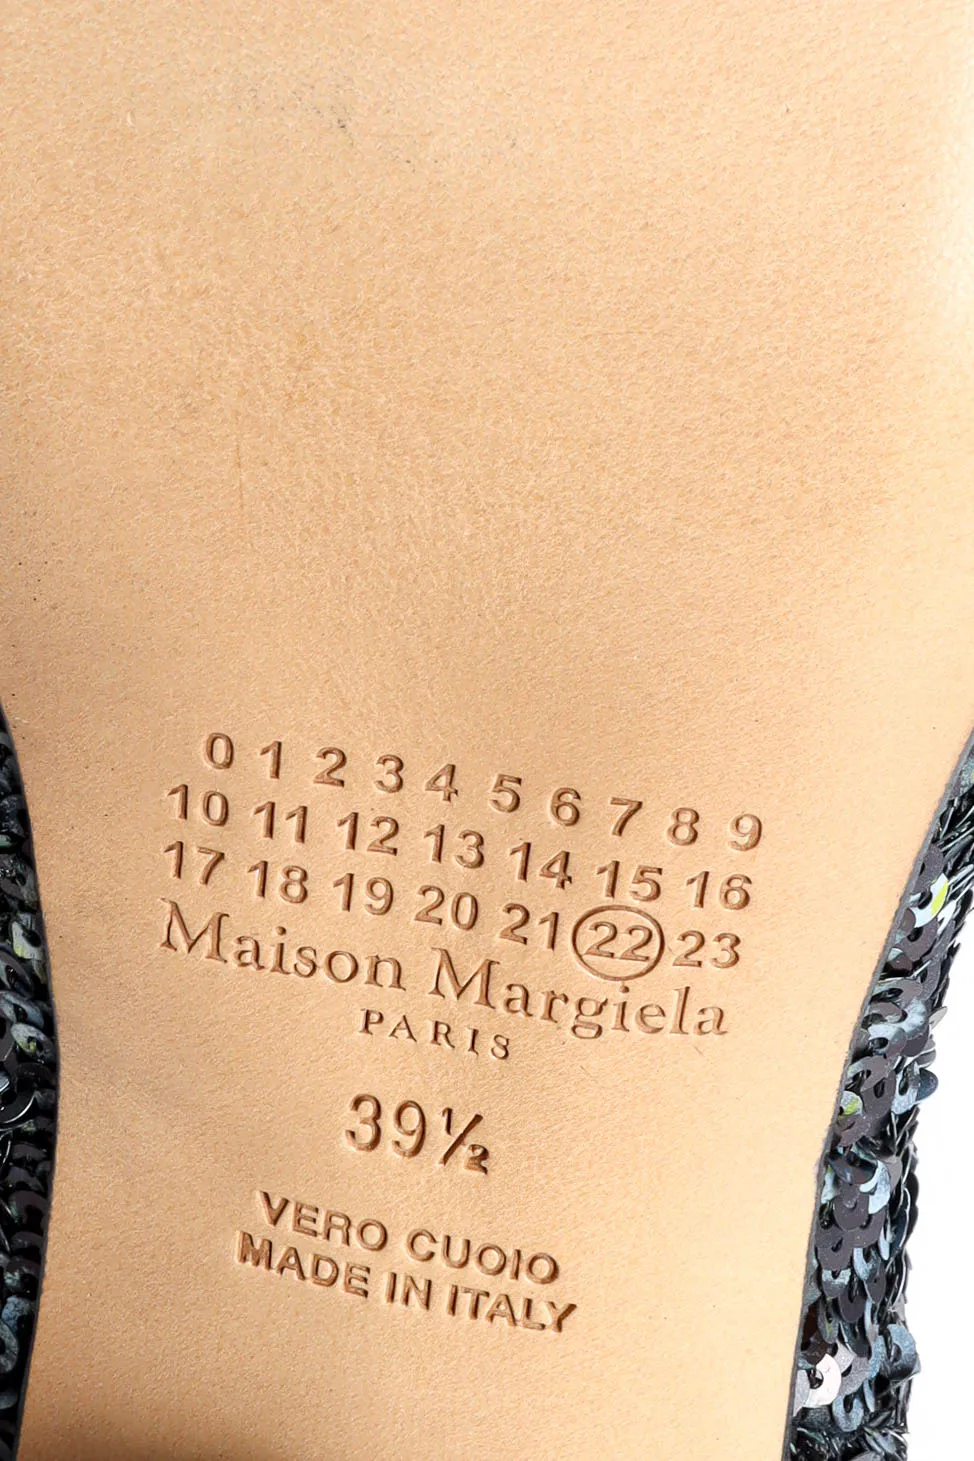 0 1 2 3 4 5 6 7 8 9
10 11 12 13 14 15 16
17 18 19 20 21 22 23
Maison Margiela
PARIS
39½
VERO CUOIO
MADE IN ITALY